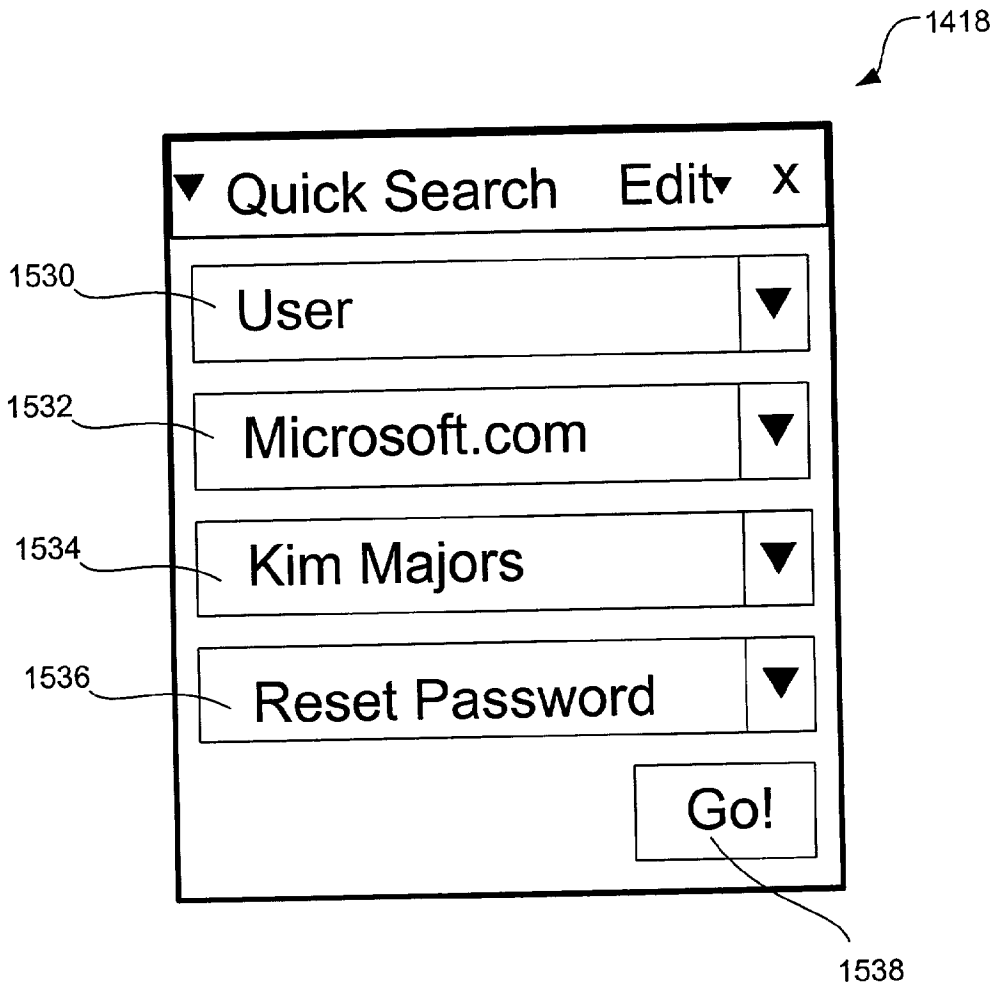 1418
Quick Search Edit x
1530
User
1532
Microsoft.com
1534
Kim Majors
1536
Reset Password
Go!
1538